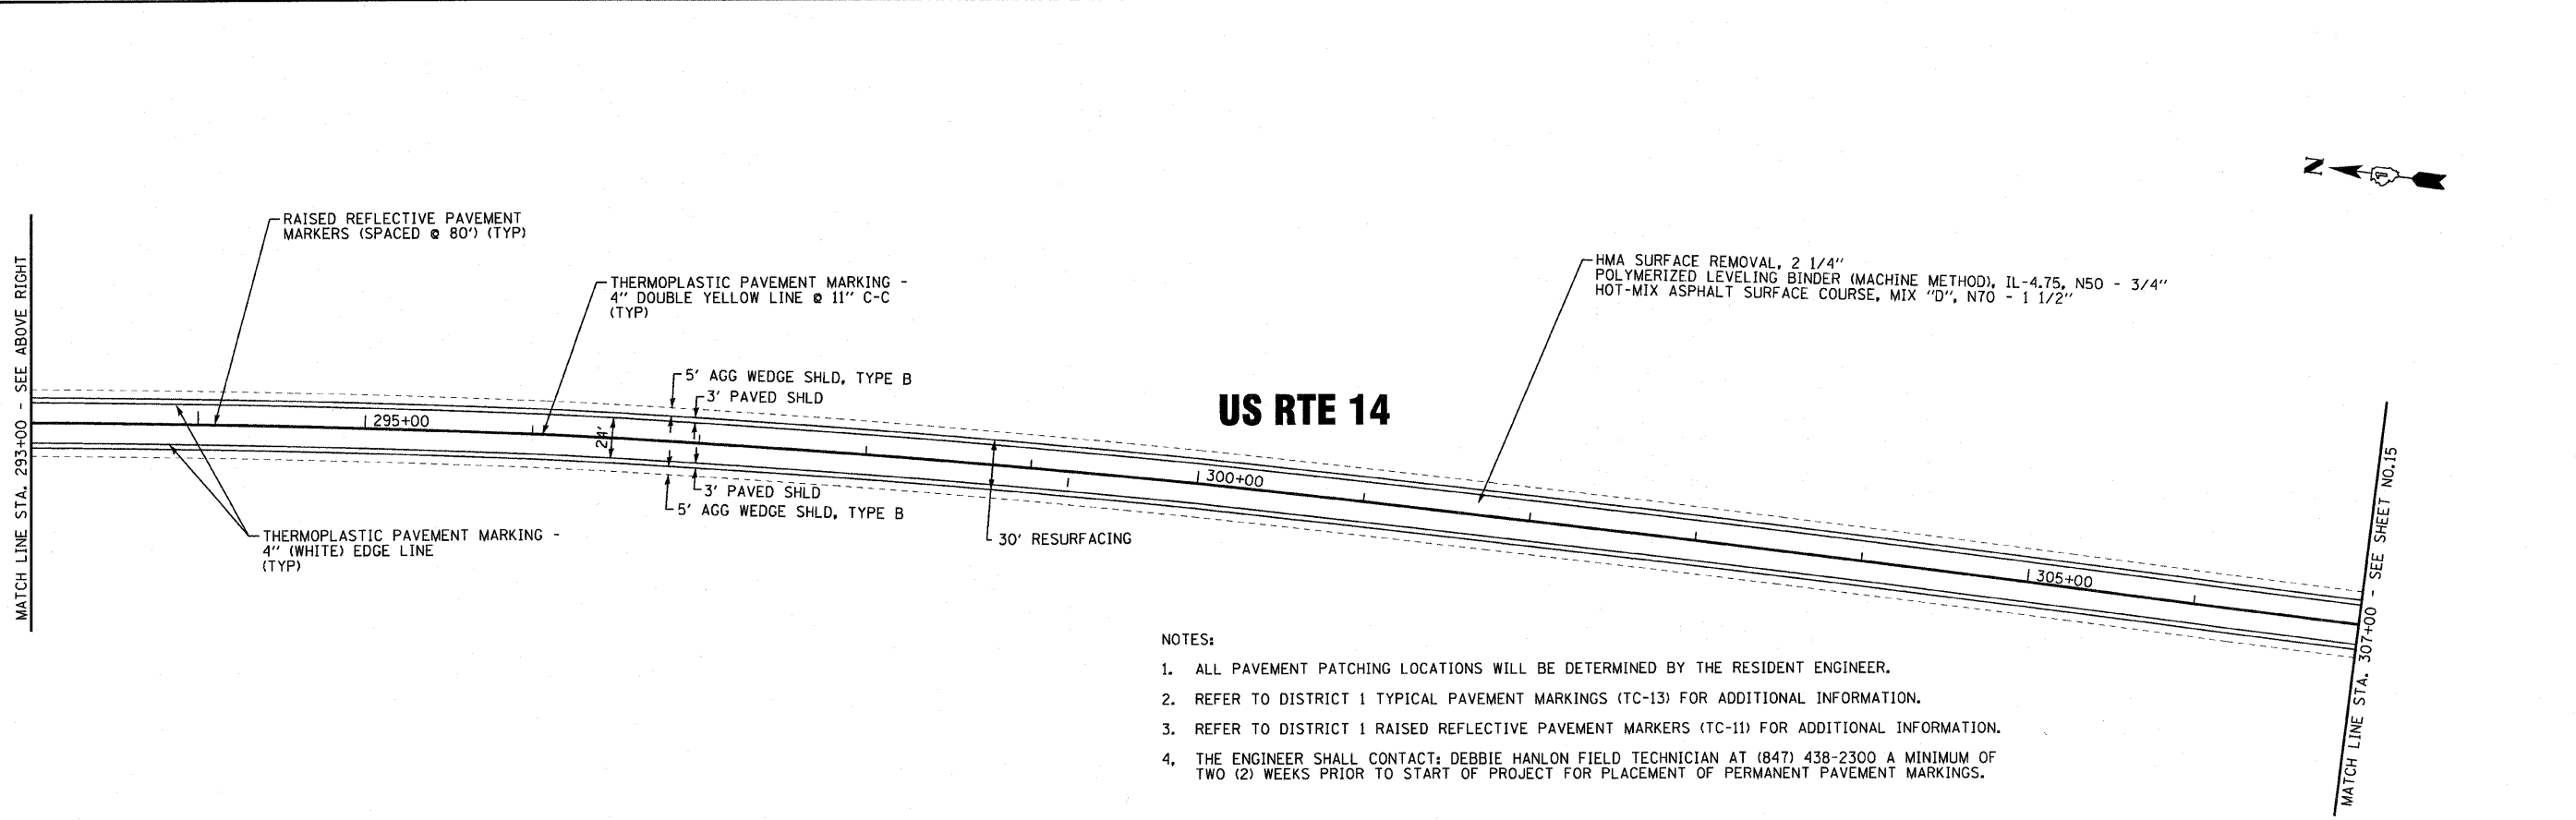 N
1
RAISED REFLECTIVE PAVEMENT
MARKERS (SPACED @ 80') (TYP)
THERMOPLASTIC PAVEMENT MARKING -
4" DOUBLE YELLOW LINE @ 11" C-C
(TYP)
HMA SURFACE REMOVAL, 2 1/4"
POLYMERIZED LEVELING BINDER (MACHINE METHOD), IL-4.75, N50 - 3/4"
HOT-MIX ASPHALT SURFACE COURSE, MIX "D", N70 - 1 1/2"
MATCH LINE STA. 293+00 - SEE ABOVE RIGHT
5' AGG WEDGE SHLD, TYPE B
3' PAVED SHLD
US RTE 14
295+00
24'
300+00
3' PAVED SHLD
5' AGG WEDGE SHLD, TYPE B
30' RESURFACING
THERMOPLASTIC PAVEMENT MARKING -
4" (WHITE) EDGE LINE
(TYP)
305+00
MATCH LINE STA. 307+00 - SEE SHEET NO.15
NOTES:
1. ALL PAVEMENT PATCHING LOCATIONS WILL BE DETERMINED BY THE RESIDENT ENGINEER.
2. REFER TO DISTRICT 1 TYPICAL PAVEMENT MARKINGS (TC-13) FOR ADDITIONAL INFORMATION.
3. REFER TO DISTRICT 1 RAISED REFLECTIVE PAVEMENT MARKERS (TC-11) FOR ADDITIONAL INFORMATION.
4. THE ENGINEER SHALL CONTACT: DEBBIE HANLON FIELD TECHNICIAN AT (847) 438-2300 A MINIMUM OF
TWO (2) WEEKS PRIOR TO START OF PROJECT FOR PLACEMENT OF PERMANENT PAVEMENT MARKINGS.